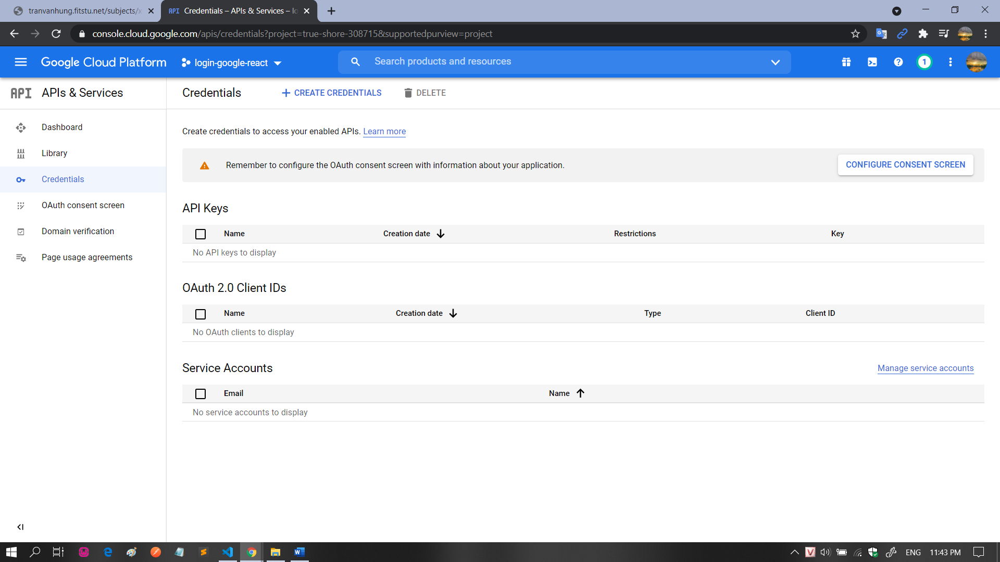 tranvanhung.fitstu.net/subjects/x
API Credentials – APIs & Services – lo
console.cloud.google.com/apis/credentials?project=true-shore-308715&supportedpurview=project
Google Cloud Platform
login-google-react
Search products and resources
1
API APIs & Services
Credentials
CREATE CREDENTIALS
DELETE
Dashboard
Library
Credentials
OAuth consent screen
Domain verification
Page usage agreements
Create credentials to access your enabled APIs. Learn more
Remember to configure the OAuth consent screen with information about your application.
CONFIGURE CONSENT SCREEN
API Keys
Name Creation date Restrictions Key
No API keys to display
OAuth 2.0 Client IDs
Name Creation date Type Client ID
No OAuth clients to display
Service Accounts
Manage service accounts
Email Name
No service accounts to display
ENG 11:43 PM